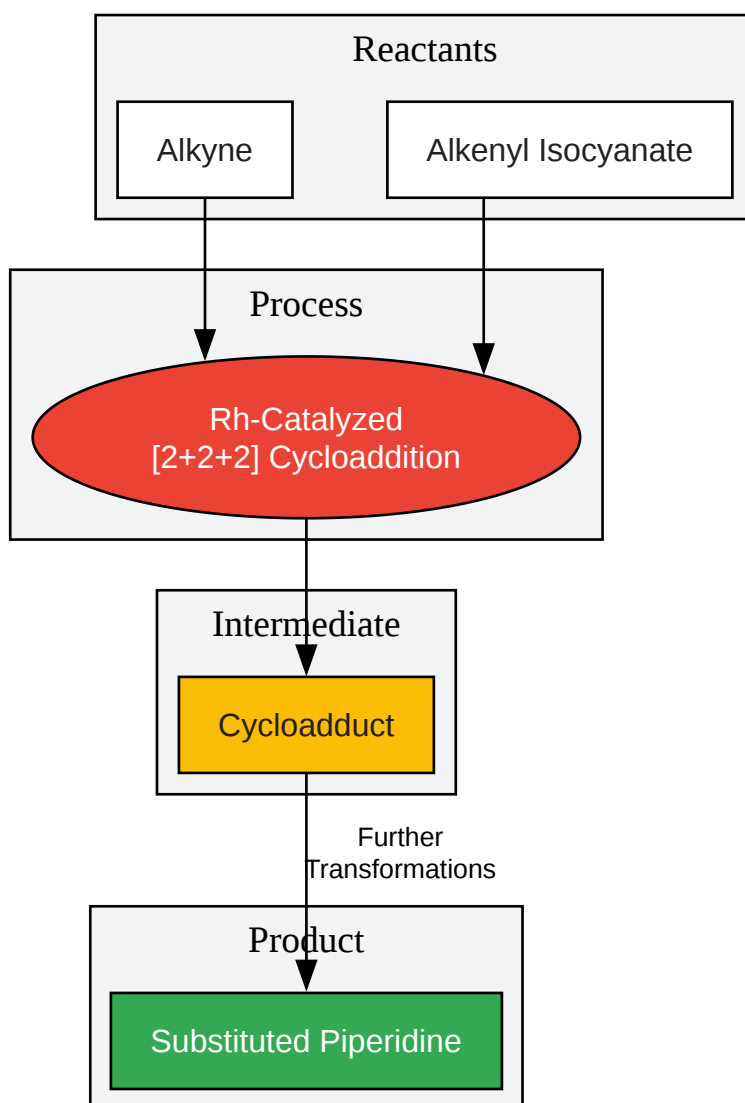 Reactants
Alkyne
Alkenyl Isocyanate
Process
Rh-Catalyzed
[2+2+2] Cycloaddition
Intermediate
Cycloadduct
Further
Transformations
Product
Substituted Piperidine